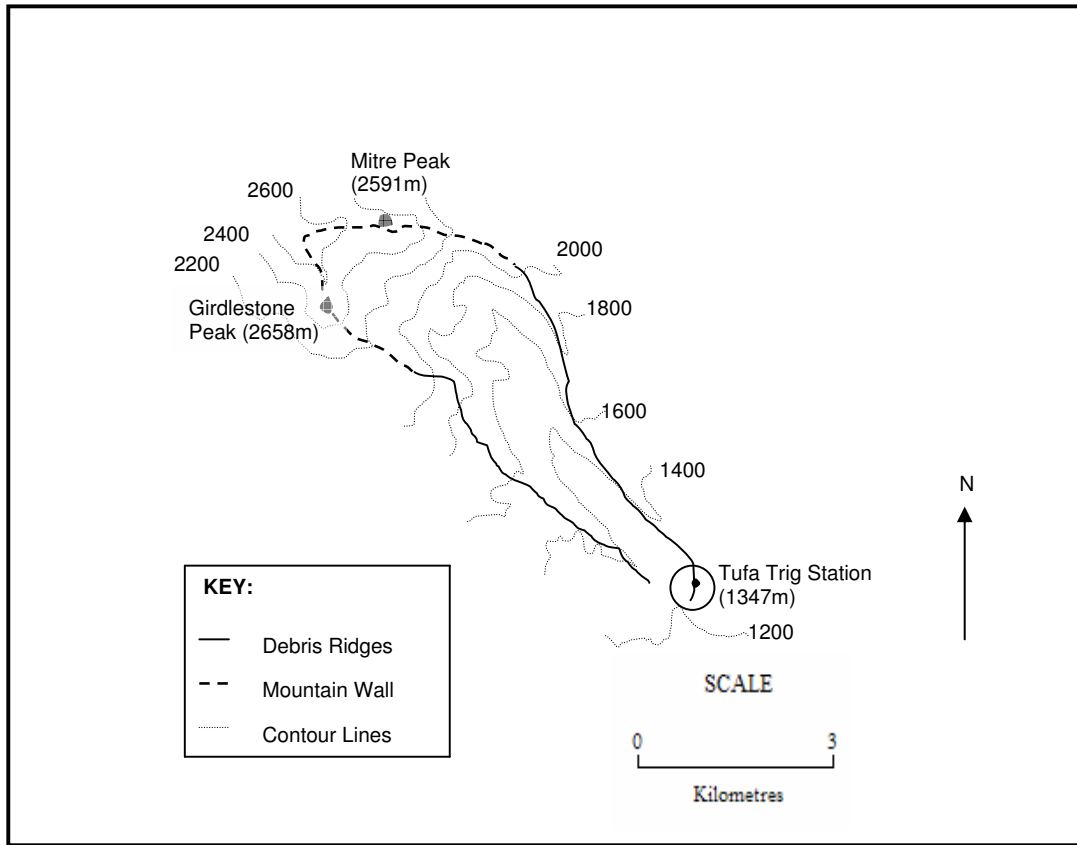 Mitre Peak
(2591m)
2600
2400
2200
2000
Girdlestone
Peak (2658m)
1800
1600
1400
N
Tufa Trig Station
(1347m)
1200
KEY:
Debris Ridges
Mountain Wall
Contour Lines
SCALE
0 3
Kilometres